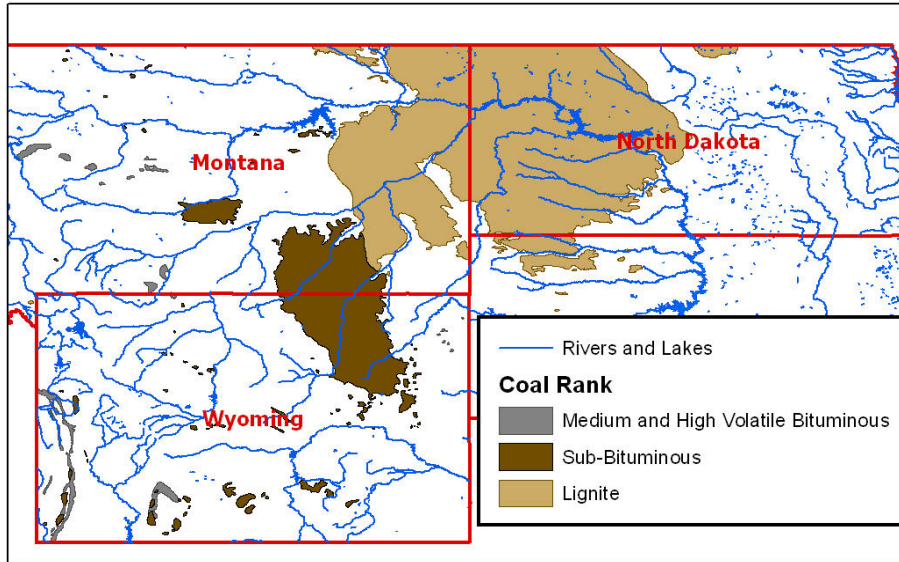 Montana
North Dakota
Wyoming
Rivers and Lakes
Coal Rank
Medium and High Volatile Bituminous
Sub-Bituminous
Lignite